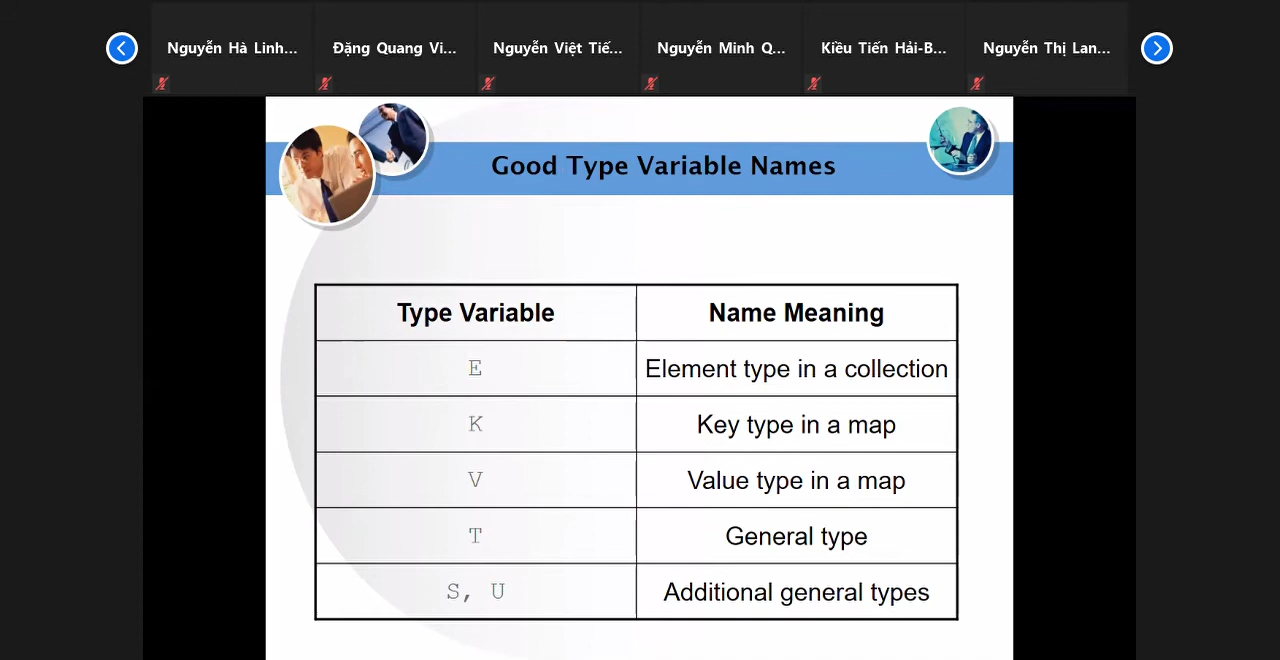 Nguyễn Hà Linh... Đặng Quang Vi... Nguyễn Việt Tiế... Nguyễn Minh Q... Kiều Tiến Hải-B... Nguyễn Thị Lan...
Good Type Variable Names
Type Variable Name Meaning
E Element type in a collection
K Key type in a map
V Value type in a map
T General type
S, U Additional general types